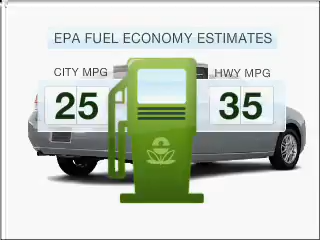 EPA FUEL ECONOMY ESTIMATES
CITY MPG
HWY MPG
25
35